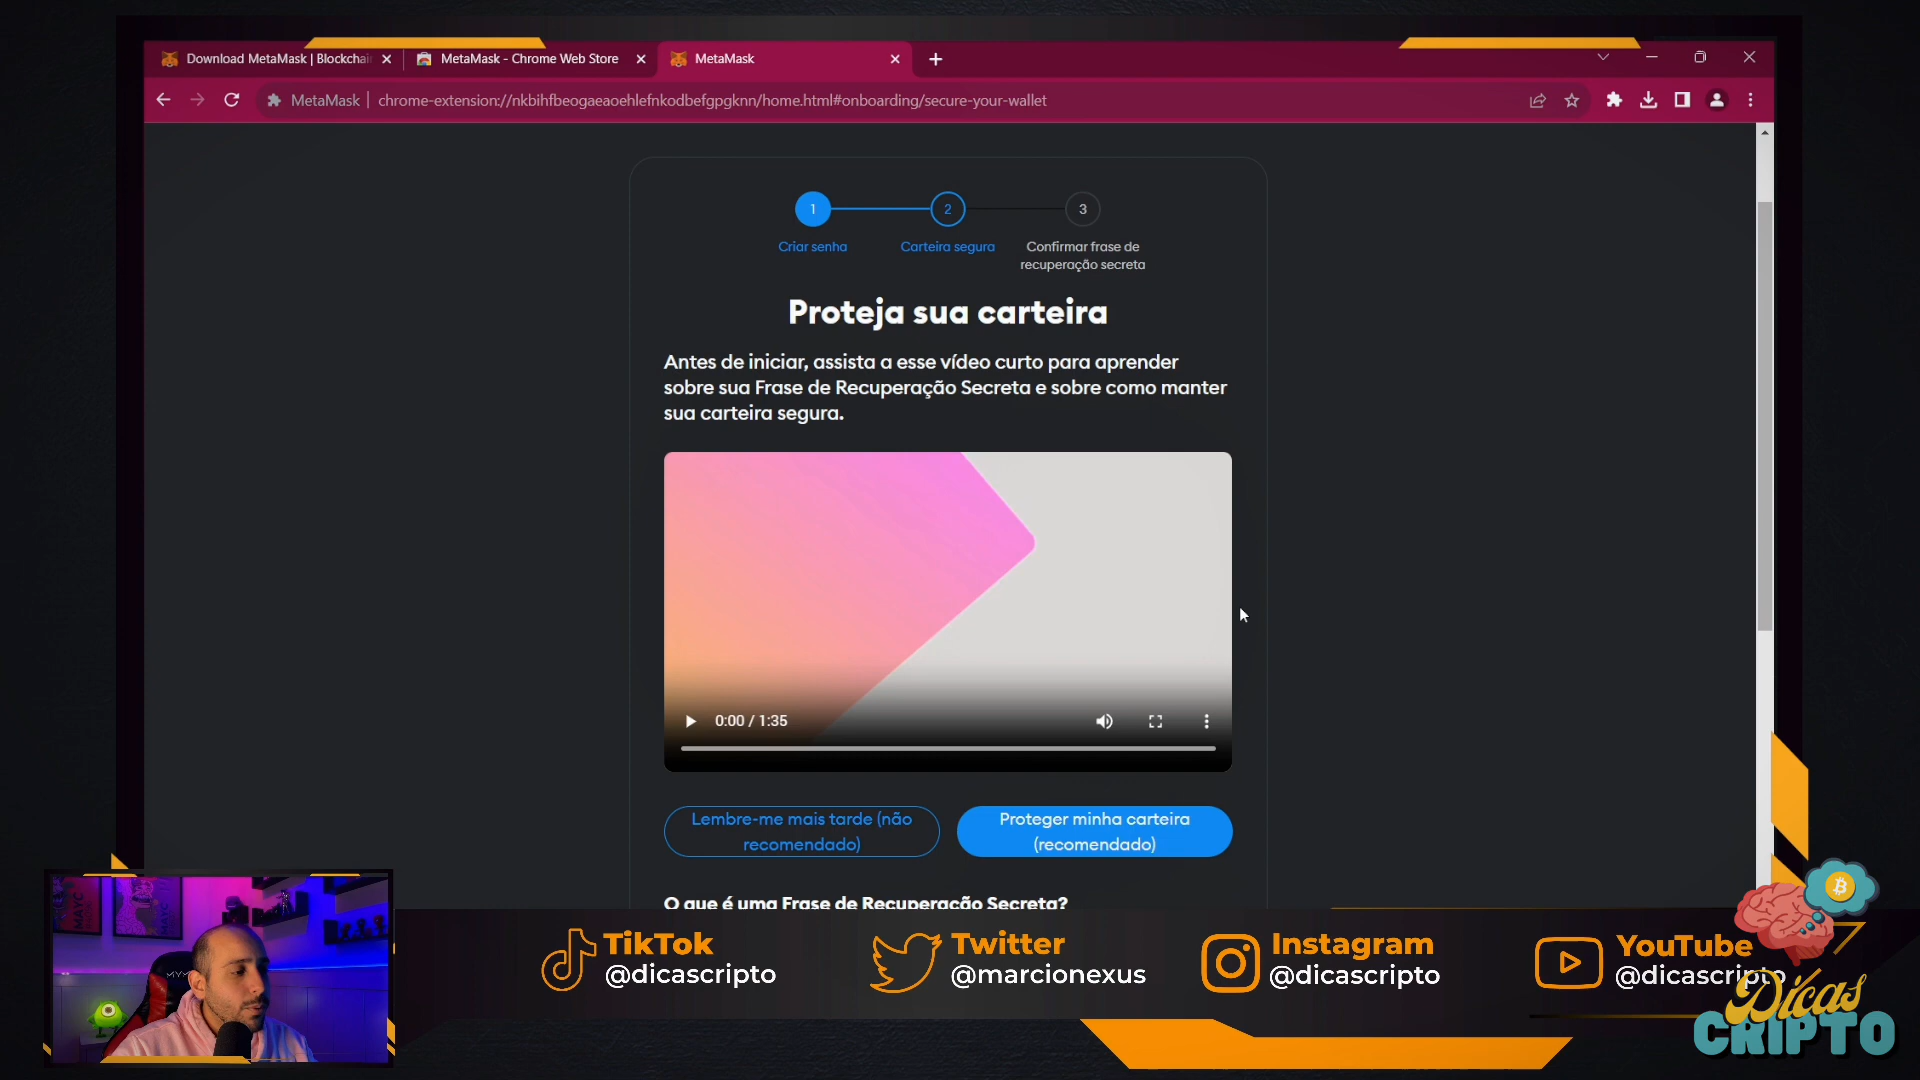 Download MetaMask | Blockchai
MetaMask - Chrome Web Store
MetaMask
MetaMask | chrome-extension://nkbihfbeogaeaoehlefnkodbefgpgknn/home.html#onboarding/secure-your-wallet
1
2
3
Criar senha
Carteira segura
Confirmar frase de
recuperação secreta
Proteja sua carteira
Antes de iniciar, assista a esse vídeo curto para aprender
sobre sua Frase de Recuperação Secreta e sobre como manter
sua carteira segura.
0:00 / 1:35
Lembre-me mais tarde (não
recomendado)
Proteger minha carteira
(recomendado)
O que é uma Frase de Recuperação Secreta?
TikTok
@dicascripto
Twitter
@marcionexus
Instagram
@dicascripto
YouTube
@dicascripto
Dicas
CRIPTO